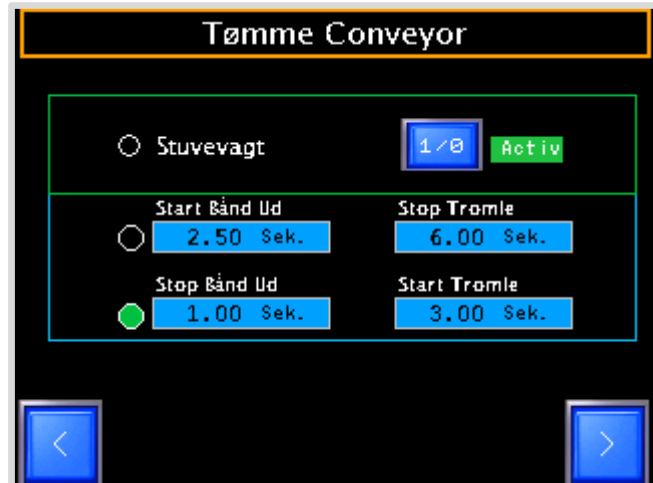 Tømme Conveyor
Stuvevagt 1/0 Activ
Start Bånd Ud Stop Tromle
2.50 Sek. 6.00 Sek.
Stop Bånd Ud Start Tromle
1.00 Sek. 3.00 Sek.
< >